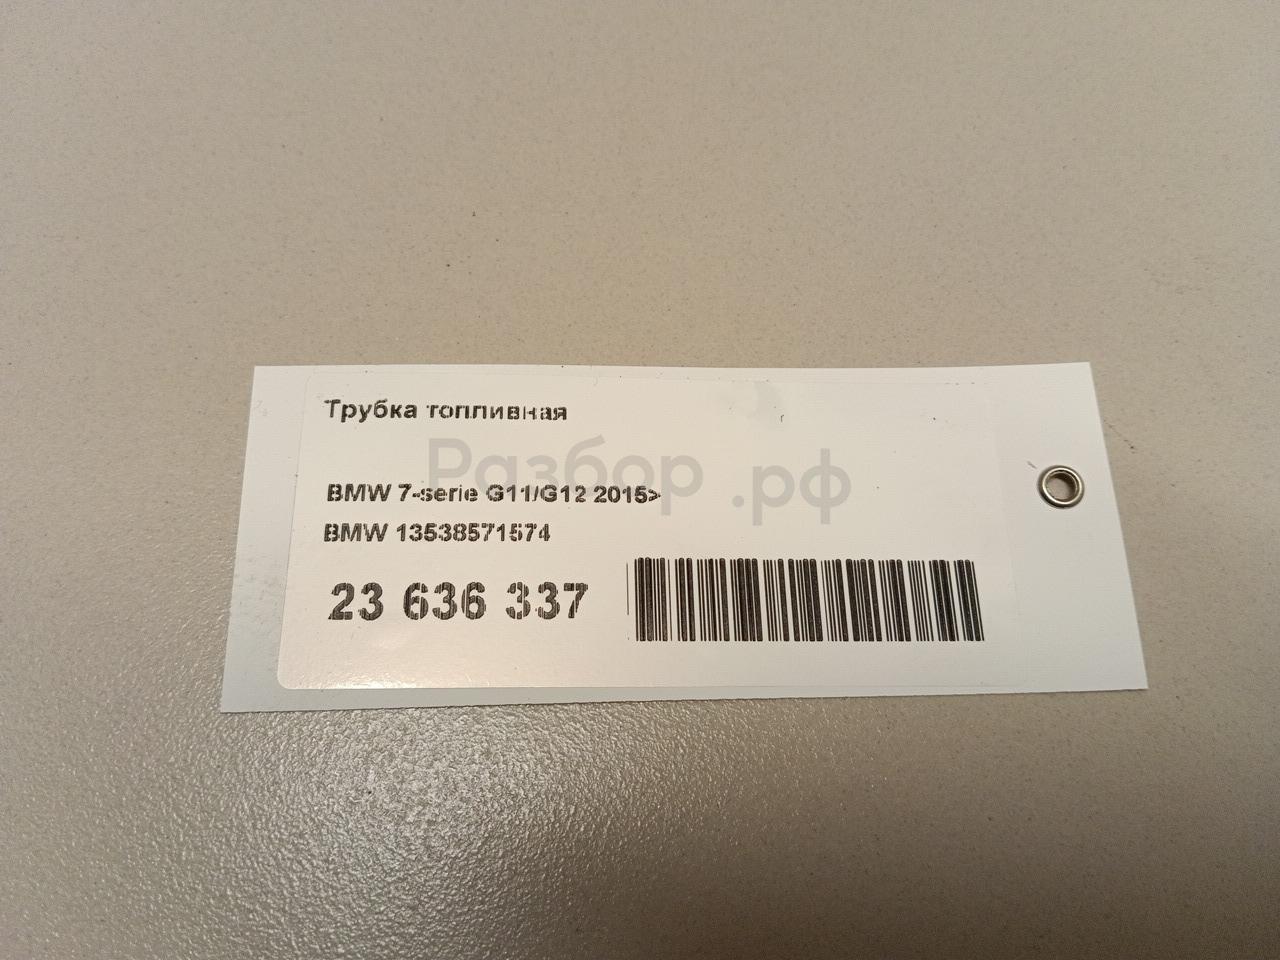 Трубка топливная
Разбор.рф
BMW 7-serie G11/G12 2015>
BMW 13538571574
23 636 337